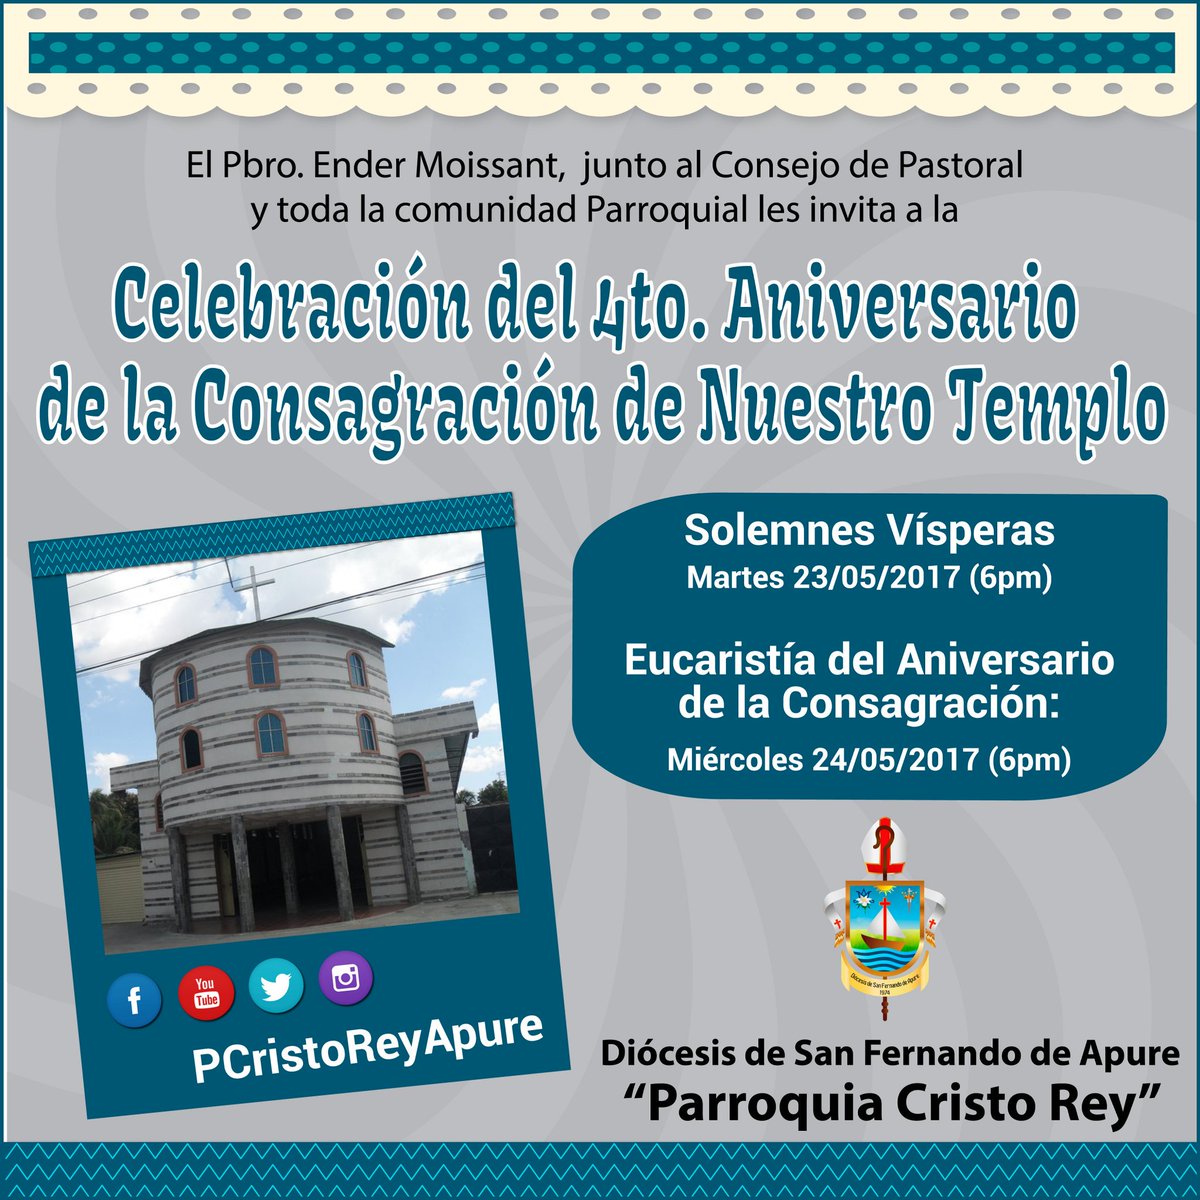 El Pbro. Ender Moissant, junto al Consejo de Pastoral
y toda la comunidad Parroquial les invita a la
Celebración del 4to. Aniversario
de la Consagración de Nuestro Templo
Solemnes Vísperas
Martes 23/05/2017 (6pm)
Eucaristía del Aniversario
de la Consagración:
Miércoles 24/05/2017 (6pm)
You
Tube
PCristoReyApure
Diócesis de San Fernando de Apure
1974
Diócesis de San Fernando de Apure
“Parroquia Cristo Rey”